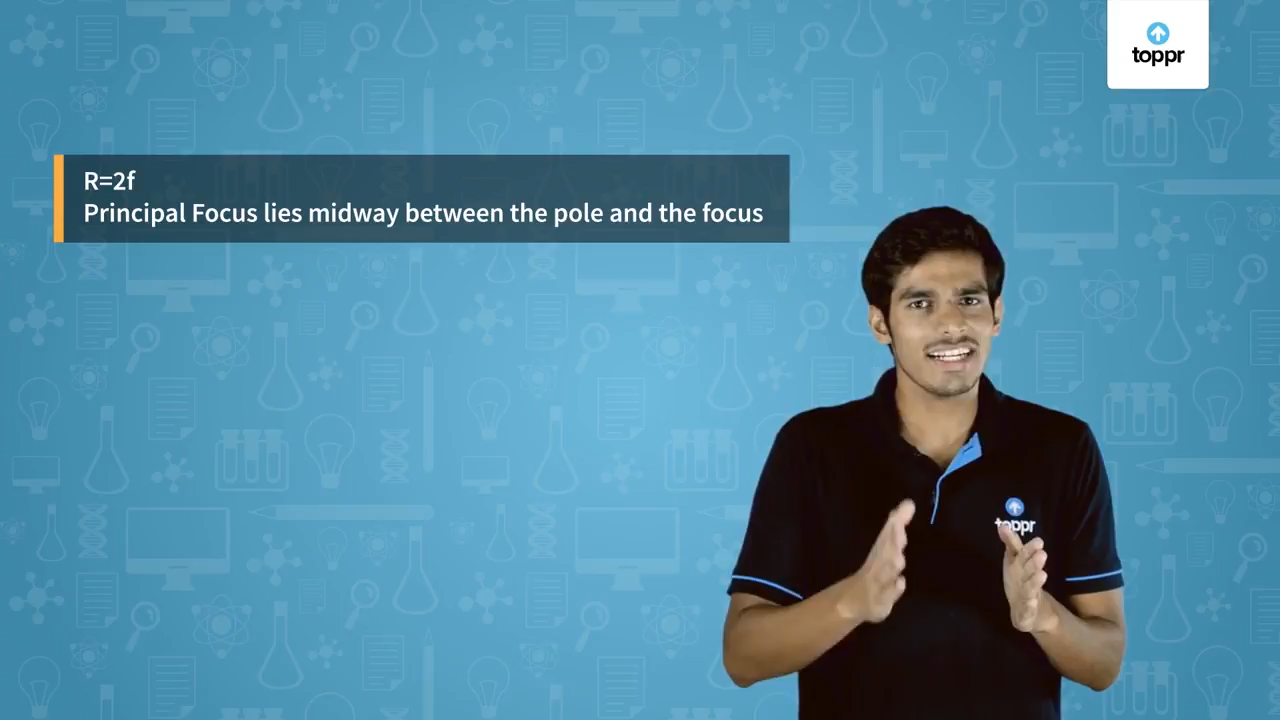 toppr
R=2f
Principal Focus lies midway between the pole and the focus
toppr